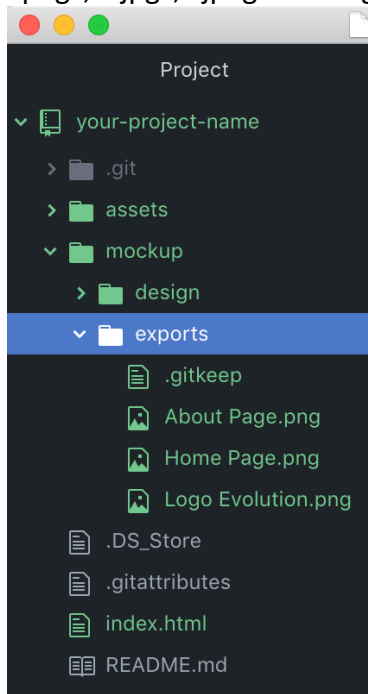 Project
your-project-name
.git
assets
mockup
design
exports
.gitkeep
About Page.png
Home Page.png
Logo Evolution.png
.DS_Store
.gitattributes
index.html
README.md